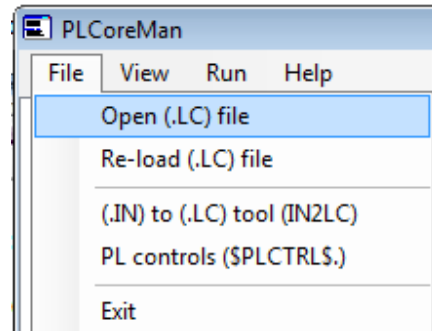 PLCoreMan
File View Run Help
Open (.LC) file
Re-load (.LC) file
(.IN) to (.LC) tool (IN2LC)
PL controls ($PLCTRL$.)
Exit